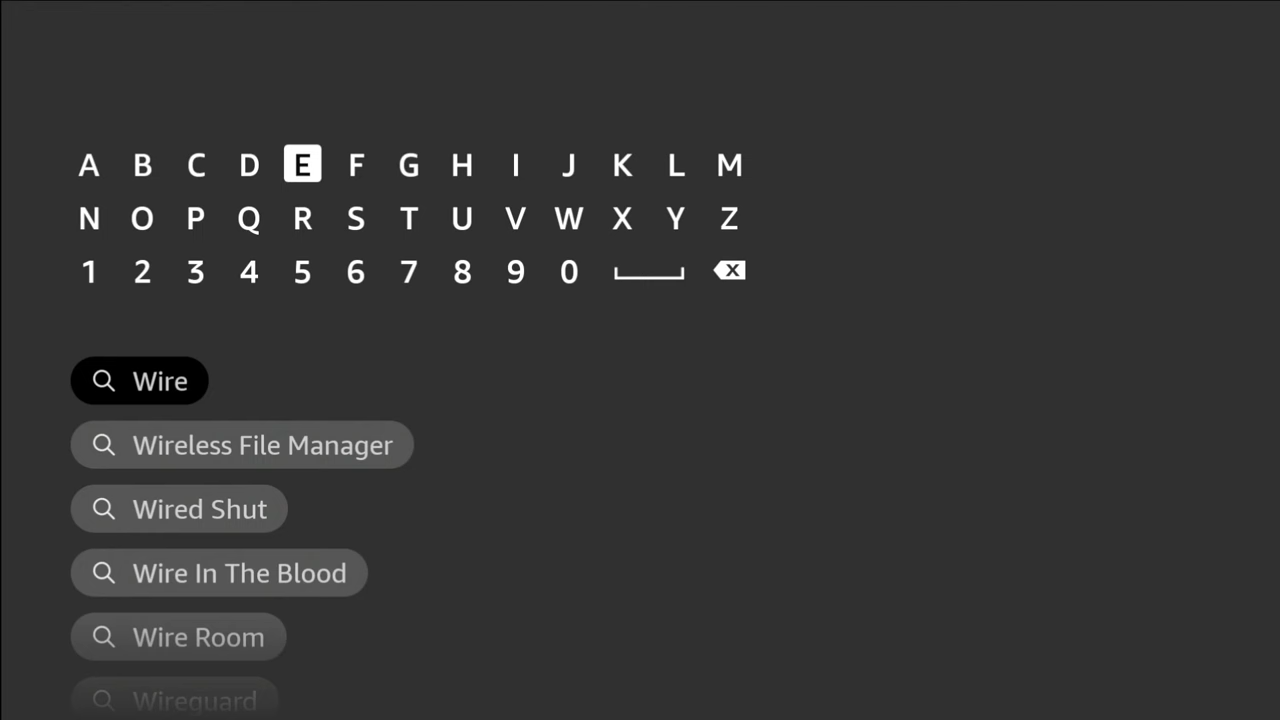 A B C D E F G H I J K L M
N O P Q R S T U V W X Y Z
1 2 3 4 5 6 7 8 9 0
Wire
Wireless File Manager
Wired Shut
Wire In The Blood
Wire Room
Wireguard